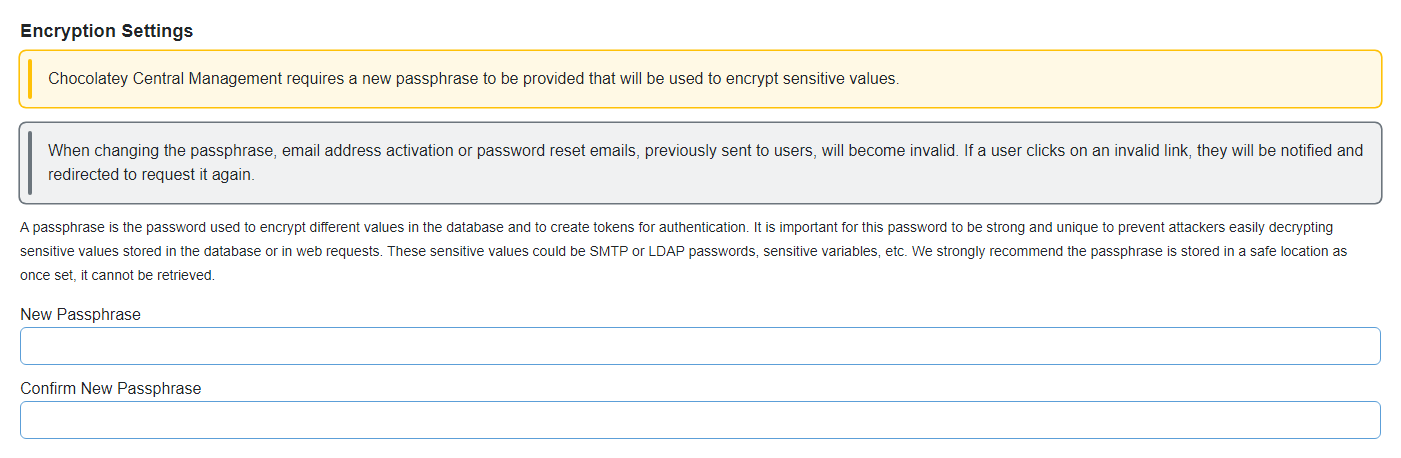 Encryption Settings
Chocolatey Central Management requires a new passphrase to be provided that will be used to encrypt sensitive values.
When changing the passphrase, email address activation or password reset emails, previously sent to users, will become invalid. If a user clicks on an invalid link, they will be notified and
redirected to request it again.
A passphrase is the password used to encrypt different values in the database and to create tokens for authentication. It is important for this password to be strong and unique to prevent attackers easily decrypting
sensitive values stored in the database or in web requests. These sensitive values could be SMTP or LDAP passwords, sensitive variables, etc. We strongly recommend the passphrase is stored in a safe location as
once set, it cannot be retrieved.
New Passphrase
Confirm New Passphrase